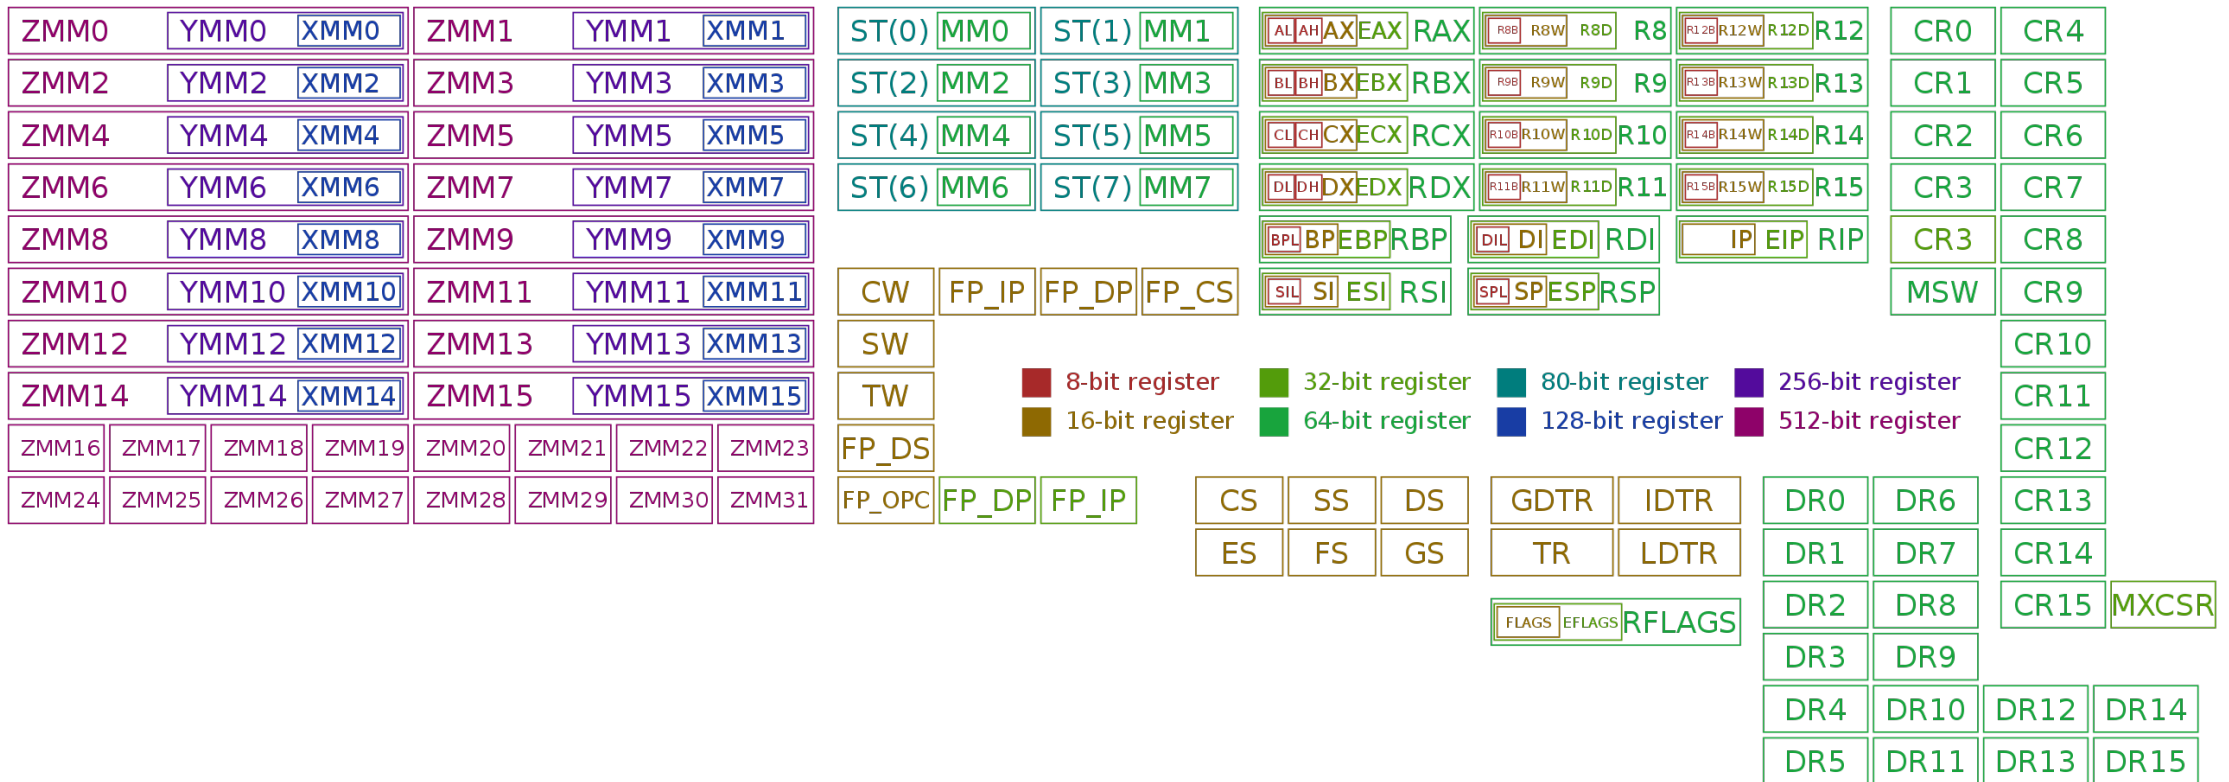 ZMM0 YMM0 XMM0 ZMM1 YMM1 XMM1 ST(0) MM0 ST(1) MM1 AL AH AX EAX RAX R8B R8W R8D R8 R12B R12W R12D R12 CR0 CR4
ZMM2 YMM2 XMM2 ZMM3 YMM3 XMM3 ST(2) MM2 ST(3) MM3 BL BH BX EBX RBX R9B R9W R9D R9 R13B R13W R13D R13 CR1 CR5
ZMM4 YMM4 XMM4 ZMM5 YMM5 XMM5 ST(4) MM4 ST(5) MM5 CL CH CX ECX RCX R10B R10W R10D R10 R14B R14W R14D R14 CR2 CR6
ZMM6 YMM6 XMM6 ZMM7 YMM7 XMM7 ST(6) MM6 ST(7) MM7 DL DH DX EDX RDX R11B R11W R11D R11 R15B R15W R15D R15 CR3 CR7
ZMM8 YMM8 XMM8 ZMM9 YMM9 XMM9 BPL BP EBP RBP DIL DI EDI RDI IP EIP RIP CR3 CR8
ZMM10 YMM10 XMM10 ZMM11 YMM11 XMM11 CW FP_IP FP_DP FP_CS SIL SI ESI RSI SPL SP ESP RSP MSW CR9
ZMM12 YMM12 XMM12 ZMM13 YMM13 XMM13 SW CR10
ZMM14 YMM14 XMM14 ZMM15 YMM15 XMM15 TW 8-bit register 32-bit register 80-bit register 256-bit register CR11
16-bit register 64-bit register 128-bit register 512-bit register
ZMM16 ZMM17 ZMM18 ZMM19 ZMM20 ZMM21 ZMM22 ZMM23 FP_DS CR12
ZMM24 ZMM25 ZMM26 ZMM27 ZMM28 ZMM29 ZMM30 ZMM31 FP_OPC FP_DP FP_IP CS SS DS GDTR IDTR DR0 DR6 CR13
ES FS GS TR LDTR DR1 DR7 CR14
DR2 DR8 CR15 MXCSR
FLAGS EFLAGS RFLAGS
DR3 DR9
DR4 DR10 DR12 DR14
DR5 DR11 DR13 DR15